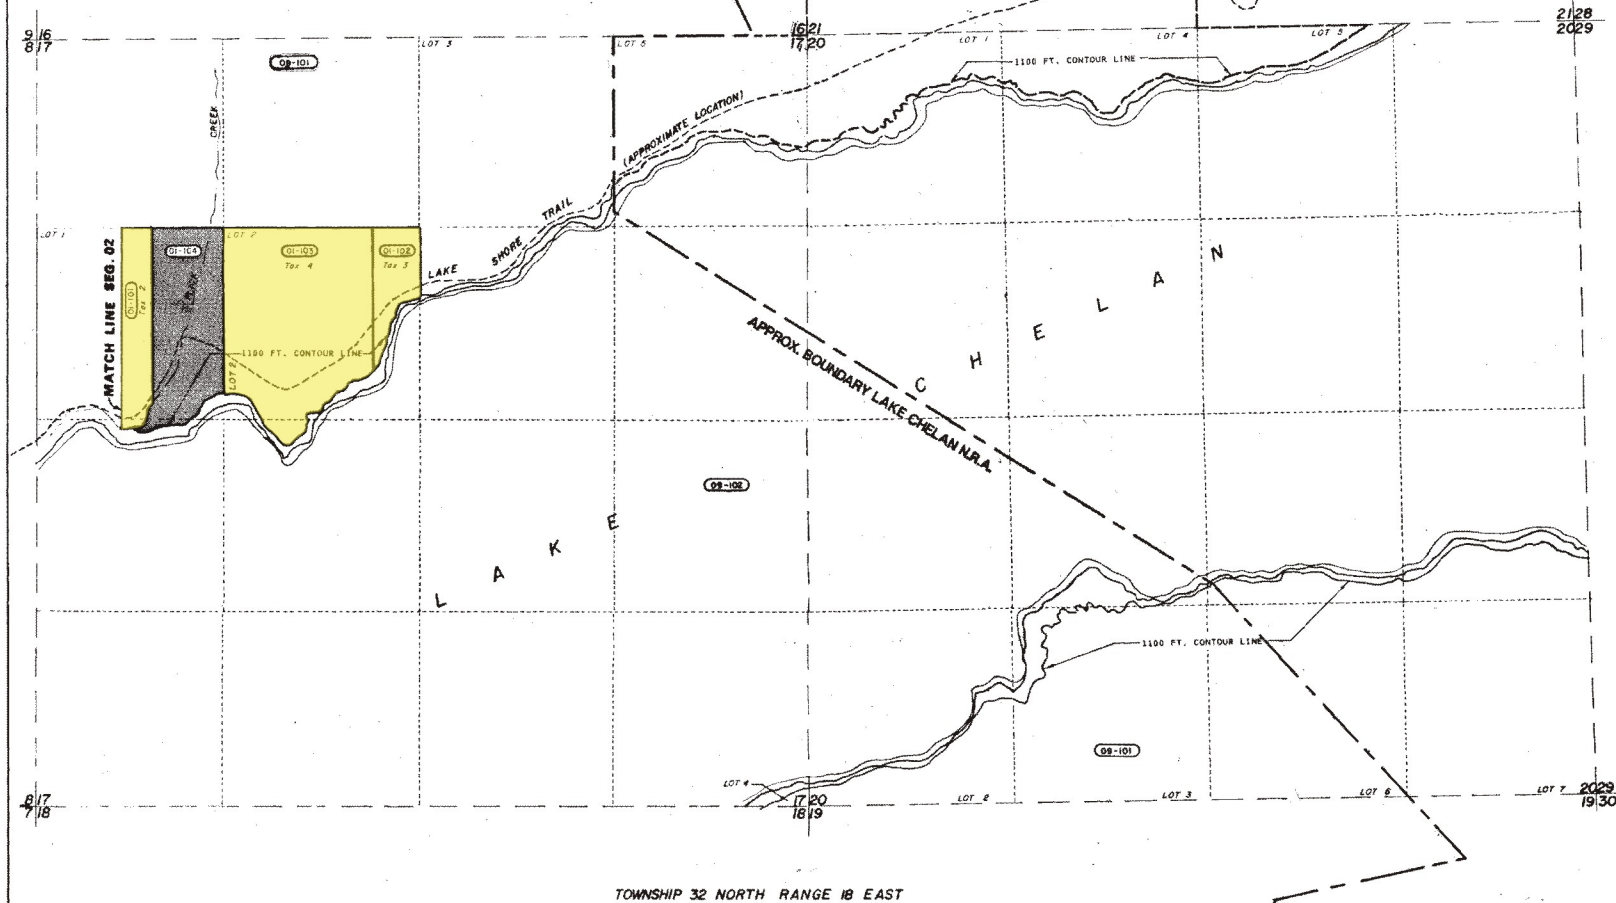 9 16
8 17
LOT 3
LOT 5
16 21
17 20
LOT 1
LOT 4
LOT 5
21 28
20 29
09-101
1100 FT. CONTOUR LINE
CREEK
(APPROXIMATE LOCATION)
LOT 1
LOT 2
01-104
01-103
Tax 4
01-102
Tax 3
01-101
Tax 2
MATCH LINE SEG. 02
LAKE SHORE TRAIL
1100 FT. CONTOUR LINE
LOT 2
APPROX. BOUNDARY LAKE CHELAN N.R.A.
LAKE CHELAN
09-102
1100 FT. CONTOUR LINE
09-101
LOT 4
LOT 2
LOT 3
LOT 6
LOT 7
8 17
7 18
17 20
18 19
20 29
19 30
TOWNSHIP 32 NORTH RANGE 18 EAST